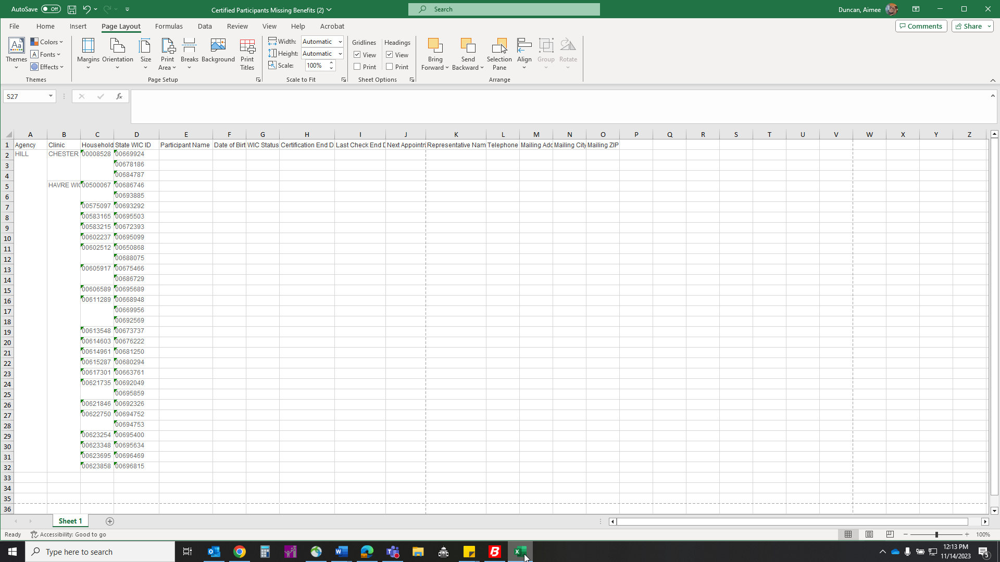 AutoSave Off
Certified Participants Missing Benefits (2)
Search
Duncan, Aimee
File Home Insert Page Layout Formulas Data Review View Help Acrobat
Comments Share
Themes
Colors
Fonts
Effects
Margins Orientation Size Print Area Breaks Background Print Titles
Width: Automatic
Height: Automatic
Scale: 100%
Gridlines Headings
View View
Print Print
Bring Forward Send Backward Selection Pane Align Group Rotate
Themes Page Setup Scale to Fit Sheet Options Arrange
S27 fx
A B C D E F G H I J K L M N O P Q R S T U V W X Y Z
1 Agency Clinic Household State WIC ID Participant Name Date of Birt WIC Status Certification End D Last Check End D Next Appointn Representative Nam Telephone Mailing Adc Mailing City Mailing ZIP
2 HILL CHESTER 00008528 00669924
3 00678186
4 00684787
5 HAVRE WIC 00500067 00686746
6 00693885
7 00575097 00693292
8 00583165 00695503
9 00583215 00672393
10 00602237 00695099
11 00602512 00650868
12 00688075
13 00605917 00675466
14 00686729
15 00606589 00695689
16 00611289 00668948
17 00669956
18 00692569
19 00613548 00673737
20 00614603 00676222
21 00614961 00681250
22 00615287 00680294
23 00617301 00663761
24 00621735 00692049
25 00695859
26 00621846 00692326
27 00622750 00694752
28 00694753
29 00623254 00695400
30 00623348 00695634
31 00623695 00696469
32 00623858 00696815
33
34
35
36
Sheet 1
Ready Accessibility: Good to go
100%
Type here to search
12:13 PM
11/14/2023
5